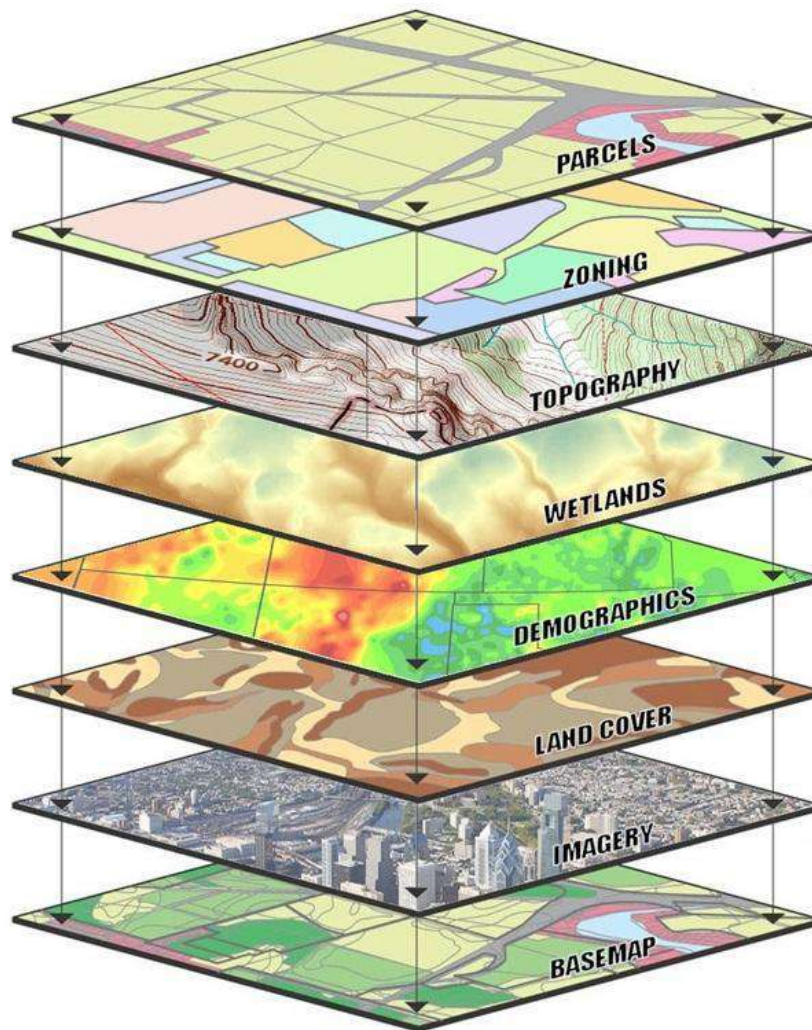 PARCELS
ZONING
7400
TOPOGRAPHY
WETLANDS
DEMOGRAPHICS
LAND COVER
IMAGERY
BASEMAP